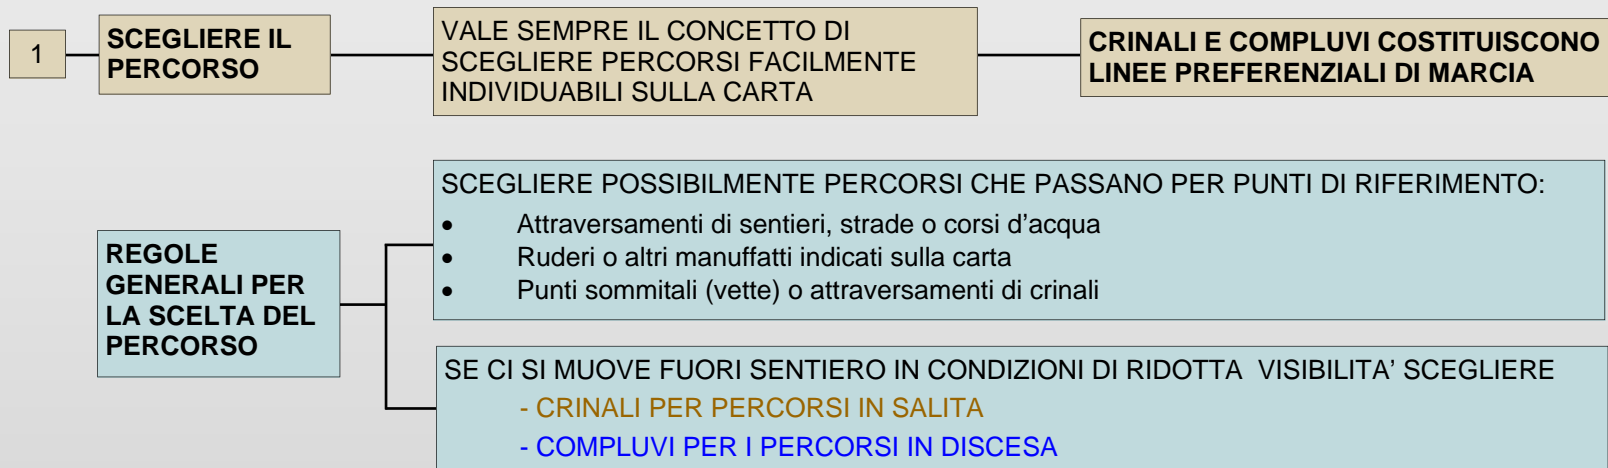 1
SCEGLIERE IL
PERCORSO
VALE SEMPRE IL CONCETTO DI
SCEGLIERE PERCORSI FACILMENTE
INDIVIDUABILI SULLA CARTA
CRINALI E COMPLUVI COSTITUISCONO
LINEE PREFERENZIALI DI MARCIA
REGOLE
GENERALI PER
LA SCELTA DEL
PERCORSO
SCEGLIERE POSSIBILMENTE PERCORSI CHE PASSANO PER PUNTI DI RIFERIMENTO:
• Attraversamenti di sentieri, strade o corsi d’acqua
• Ruderi o altri manuffatti indicati sulla carta
• Punti sommitali (vette) o attraversamenti di crinali
SE CI SI MUOVE FUORI SENTIERO IN CONDIZIONI DI RIDOTTA VISIBILITA’ SCEGLIERE
- CRINALI PER PERCORSI IN SALITA
- COMPLUVI PER I PERCORSI IN DISCESA